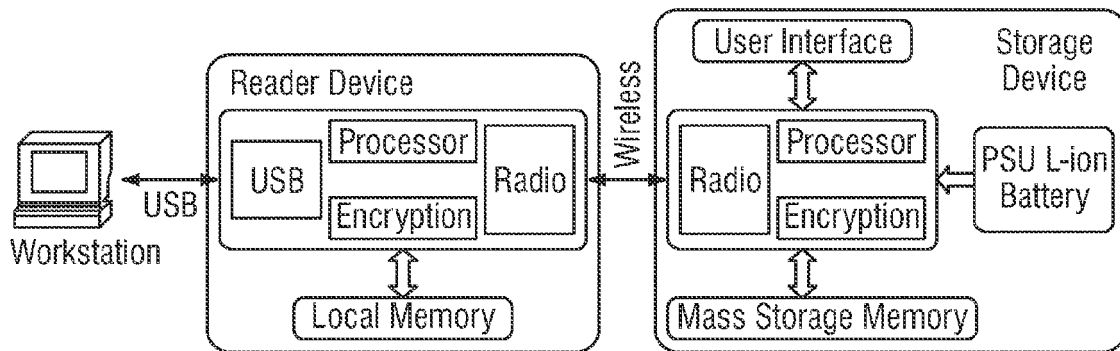 Workstation
USB
Reader Device
USB
Processor
Encryption
Radio
Local Memory
Wireless
Storage
Device
User Interface
Radio
Processor
Encryption
PSU L-ion
Battery
Mass Storage Memory